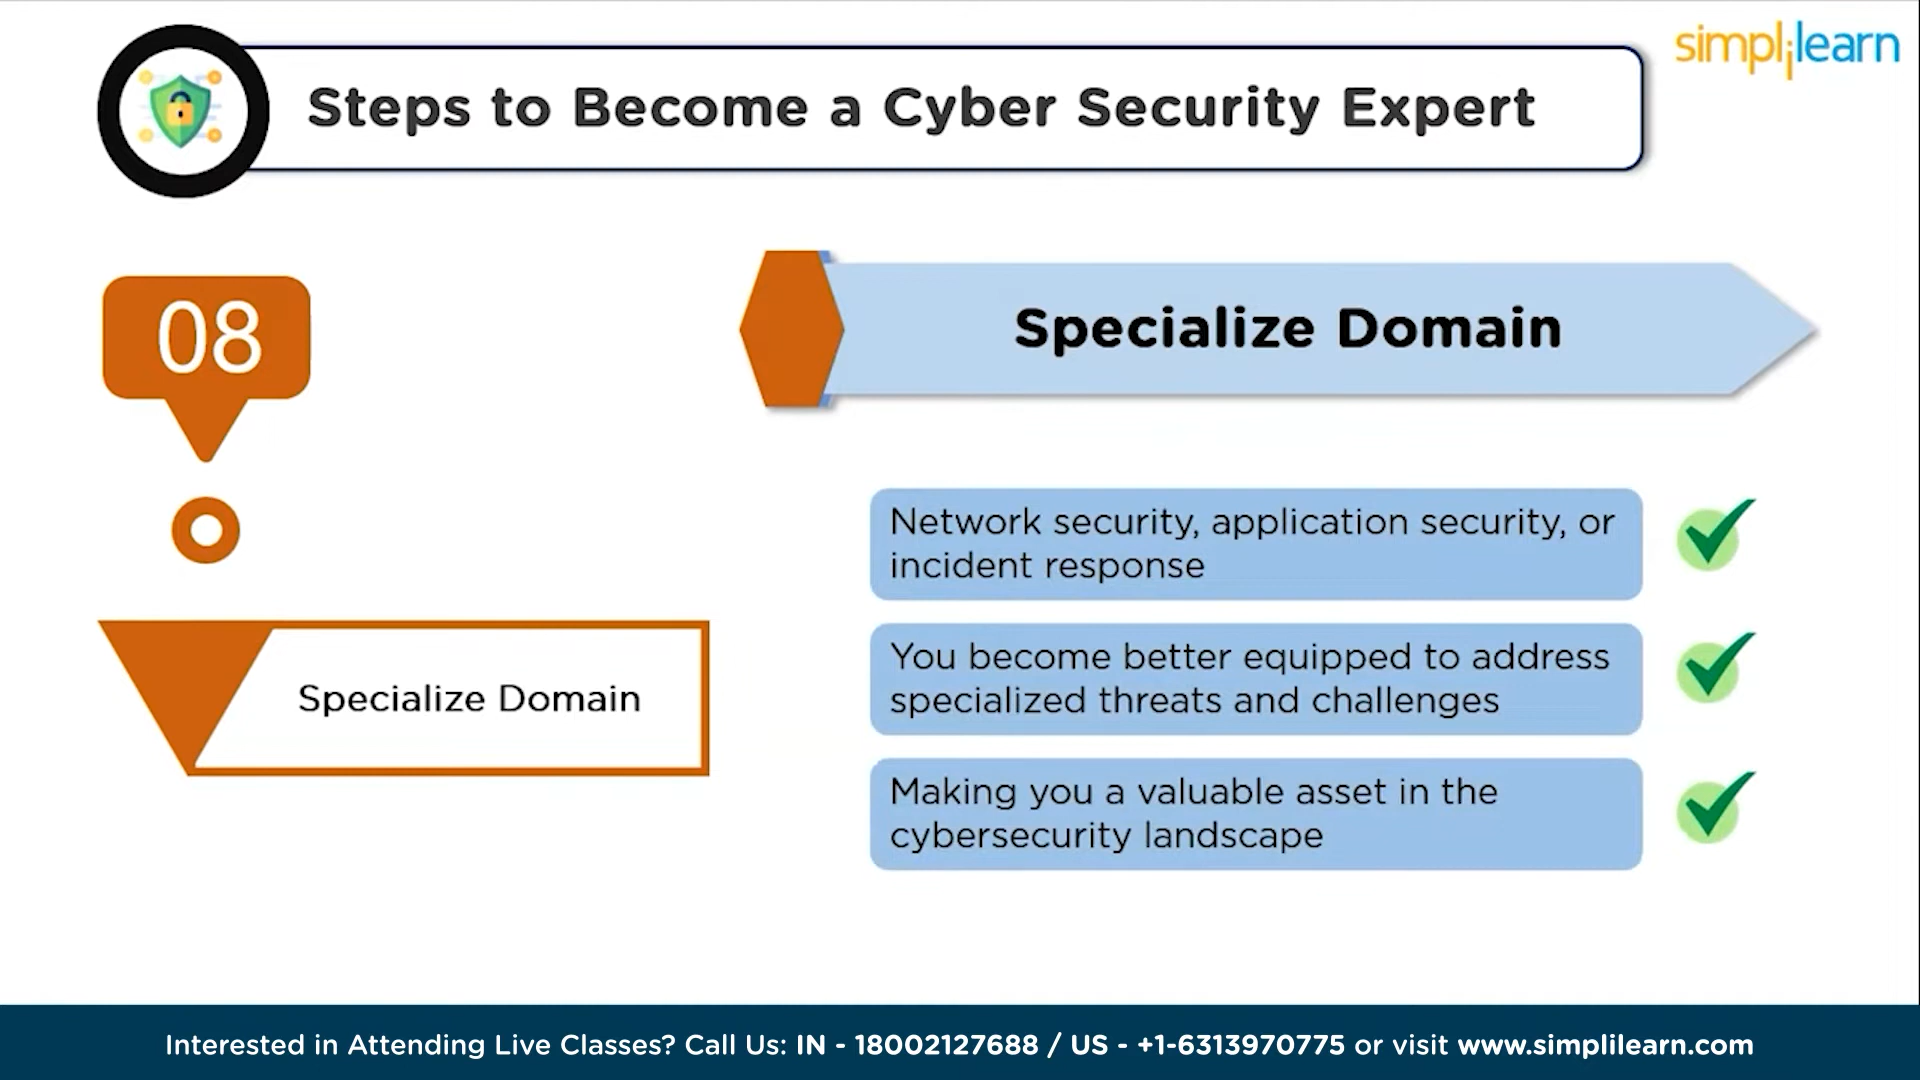 simplilearn
Steps to Become a Cyber Security Expert
08
Specialize Domain
Specialize Domain
Network security, application security, or
incident response
You become better equipped to address
specialized threats and challenges
Making you a valuable asset in the
cybersecurity landscape
Interested in Attending Live Classes? Call Us: IN - 18002127688 / US - +1-6313970775 or visit www.simplilearn.com